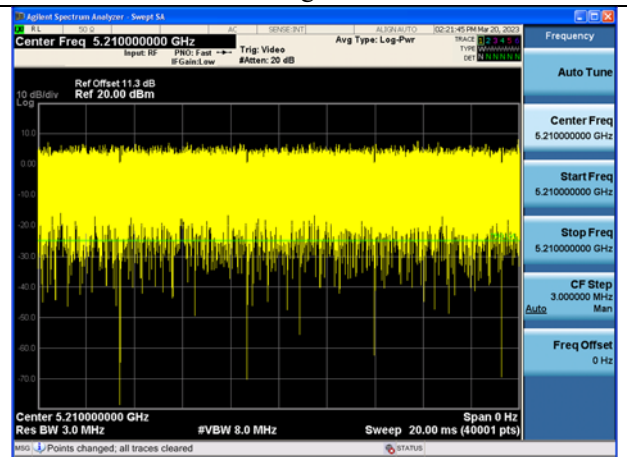 Agilent Spectrum Analyzer - Swept SA
RL 50 Ω AC SENSE:INT ALIGN AUTO 02:21:45 PM Mar 20, 2023
Center Freq 5.210000000 GHz
Input: RF PNO: Fast IFGain:Low
Trig: Video #Atten: 20 dB
Avg Type: Log-Pwr
TRACE 1 2 3 4 5 6
TYPE
DET N N N N N N
Ref Offset 11.3 dB
10 dB/div Ref 20.00 dBm
Log
10.0
0.00
-10.0
-20.0
-30.0
-40.0
-50.0
-60.0
-70.0
Center 5.210000000 GHz Span 0 Hz
Res BW 3.0 MHz #VBW 8.0 MHz Sweep 20.00 ms (40001 pts)
MSG Points changed; all traces cleared STATUS
Frequency
Auto Tune
Center Freq
5.210000000 GHz
Start Freq
5.210000000 GHz
Stop Freq
5.210000000 GHz
CF Step
3.000000 MHz
Auto Man
Freq Offset
0 Hz